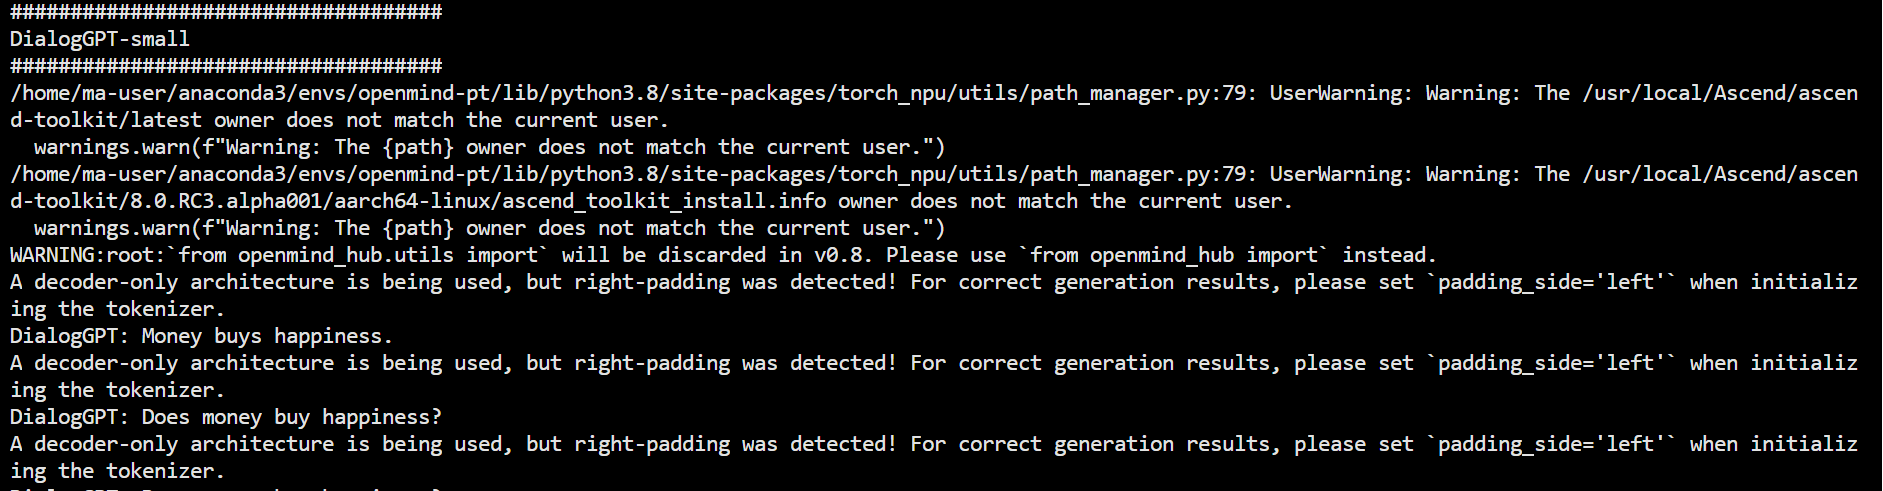 ####################################
DialogGPT-small
####################################
/home/ma-user/anaconda3/envs/openmind-pt/lib/python3.8/site-packages/torch_npu/utils/path_manager.py:79: UserWarning: Warning: The /usr/local/Ascend/ascen
d-toolkit/latest owner does not match the current user.
  warnings.warn(f"Warning: The {path} owner does not match the current user.")
/home/ma-user/anaconda3/envs/openmind-pt/lib/python3.8/site-packages/torch_npu/utils/path_manager.py:79: UserWarning: Warning: The /usr/local/Ascend/ascen
d-toolkit/8.0.RC3.alpha001/aarch64-linux/ascend_toolkit_install.info owner does not match the current user.
  warnings.warn(f"Warning: The {path} owner does not match the current user.")
WARNING:root:`from openmind_hub.utils import` will be discarded in v0.8. Please use `from openmind_hub import` instead.
A decoder-only architecture is being used, but right-padding was detected! For correct generation results, please set `padding_side='left'` when initializ
ing the tokenizer.
DialogGPT: Money buys happiness.
A decoder-only architecture is being used, but right-padding was detected! For correct generation results, please set `padding_side='left'` when initializ
ing the tokenizer.
DialogGPT: Does money buy happiness?
A decoder-only architecture is being used, but right-padding was detected! For correct generation results, please set `padding_side='left'` when initializ
ing the tokenizer.